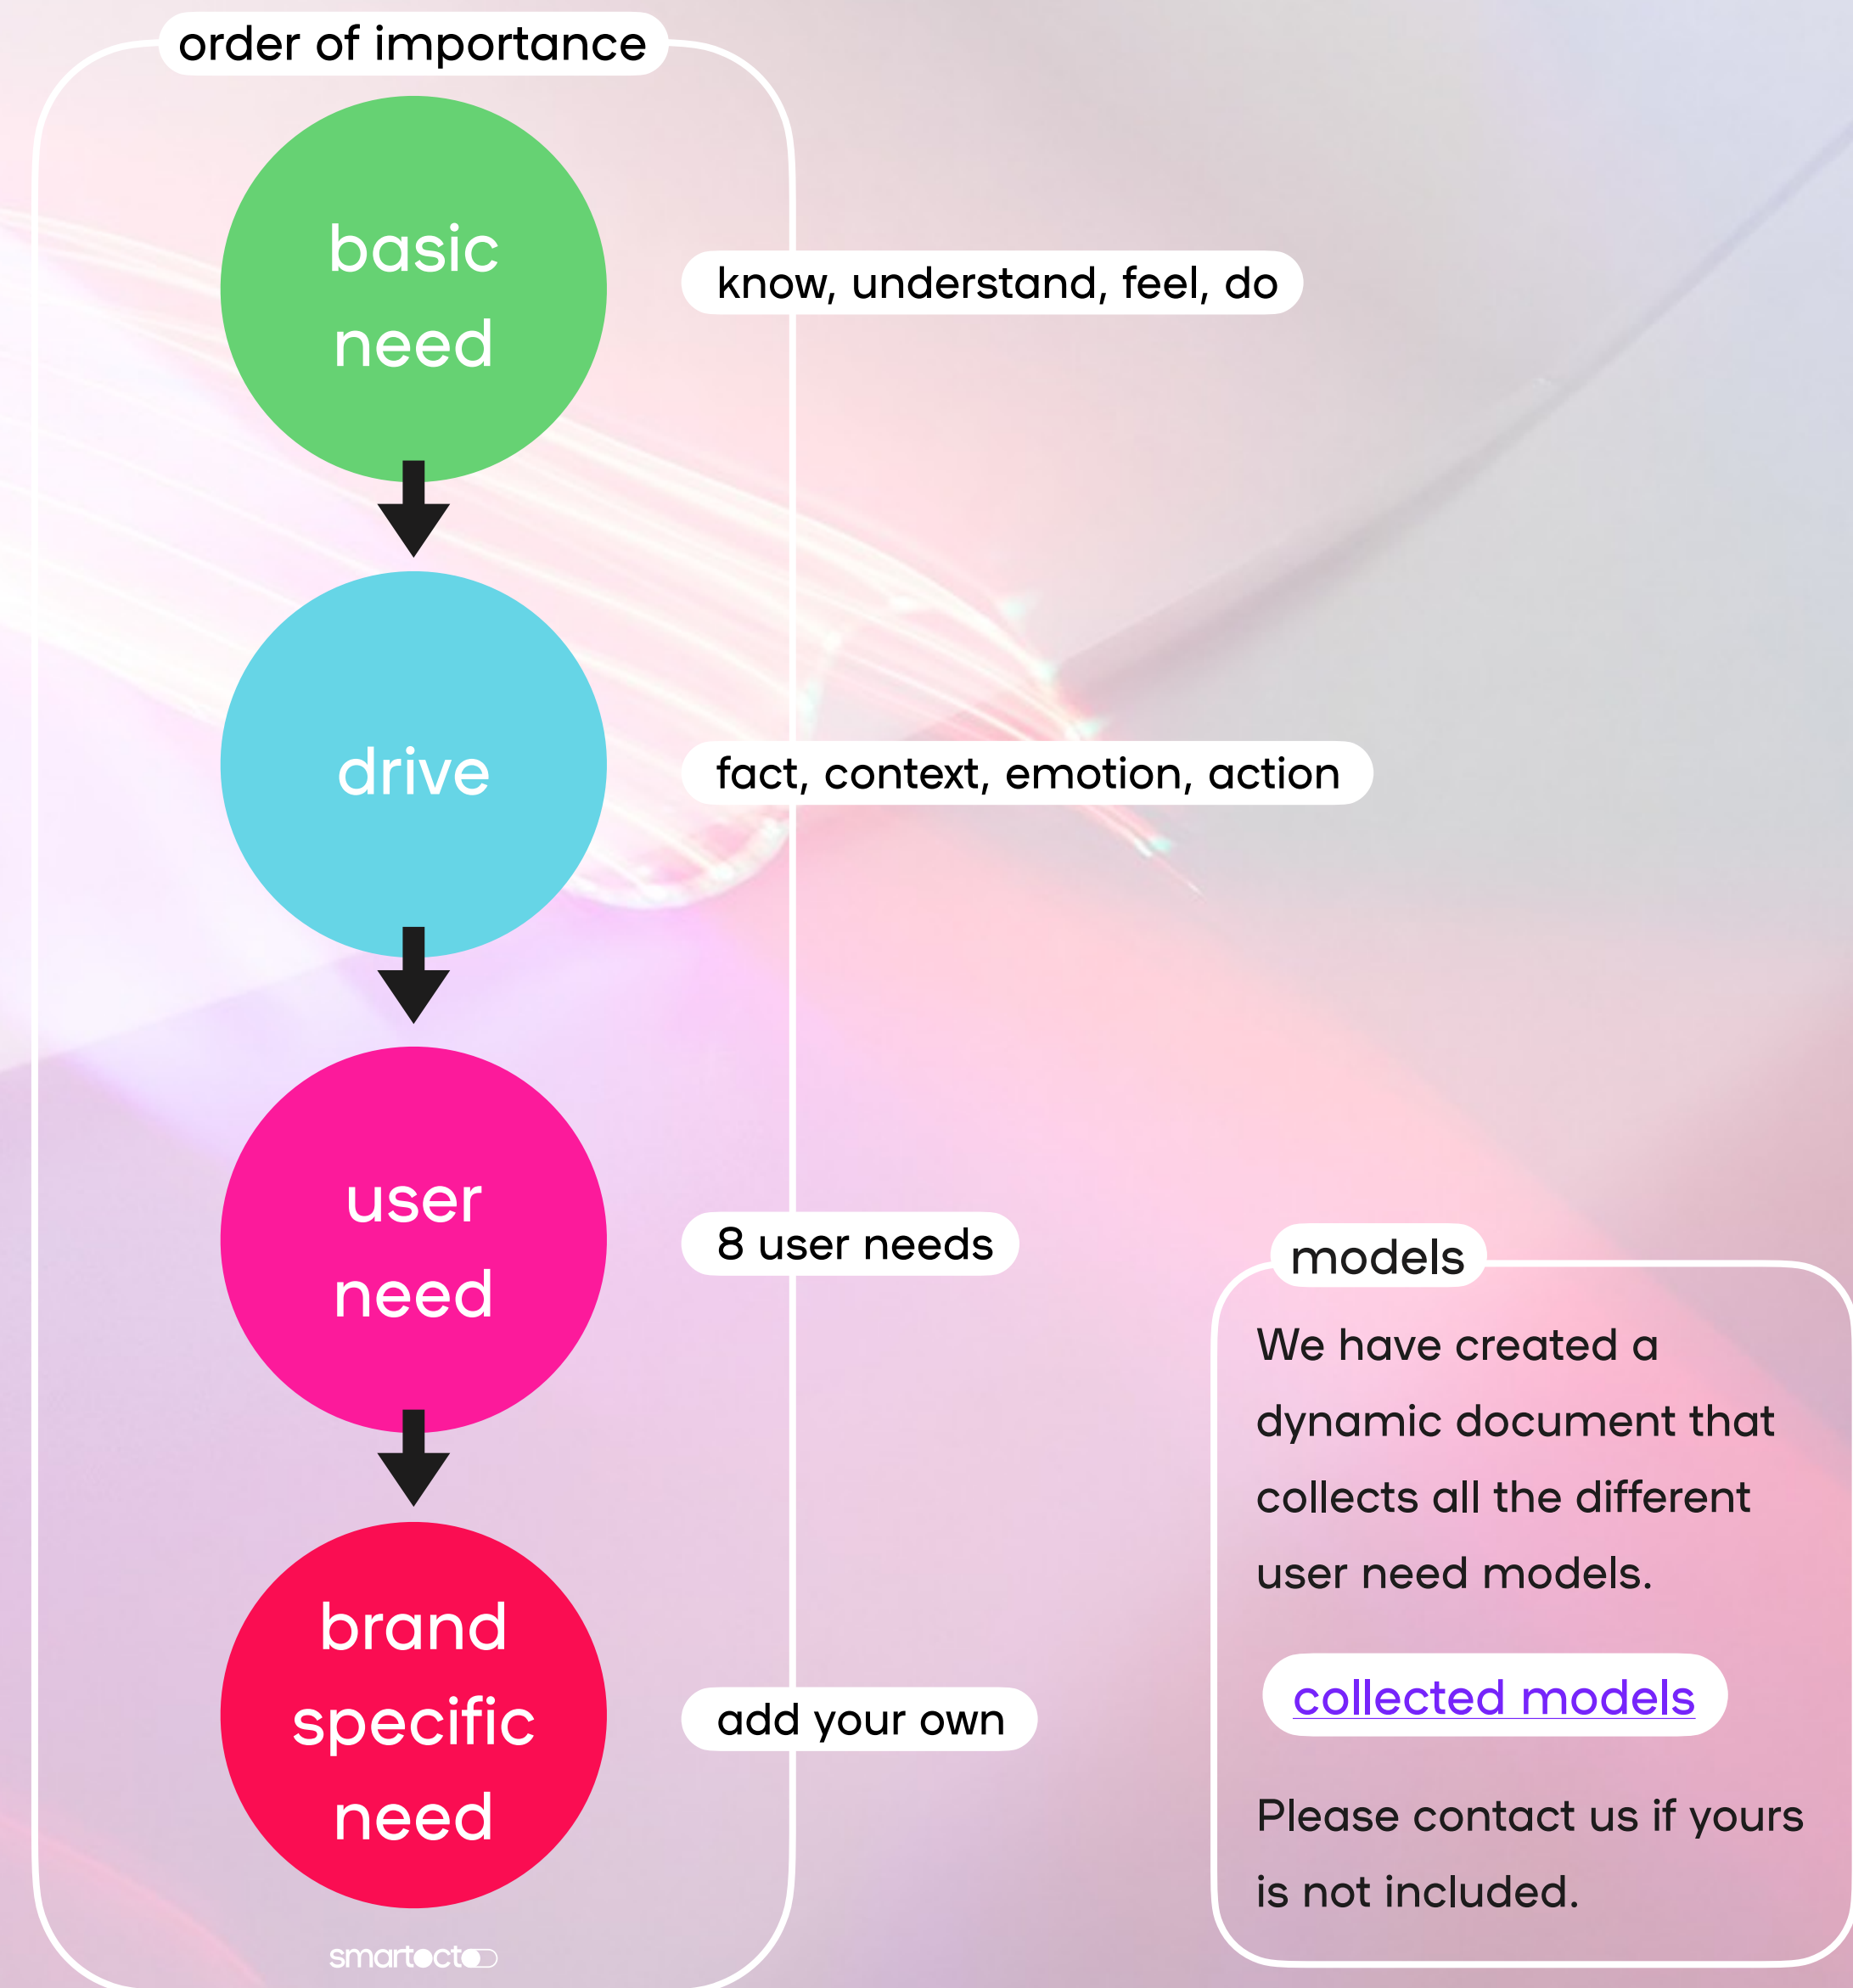 order of importance
basic
need
know, understand, feel, do
drive
fact, context, emotion, action
user
need
8 user needs
brand
specific
need
add your own
smartocto
models
We have created a
dynamic document that
collects all the different
user need models.
collected models
Please contact us if yours
is not included.